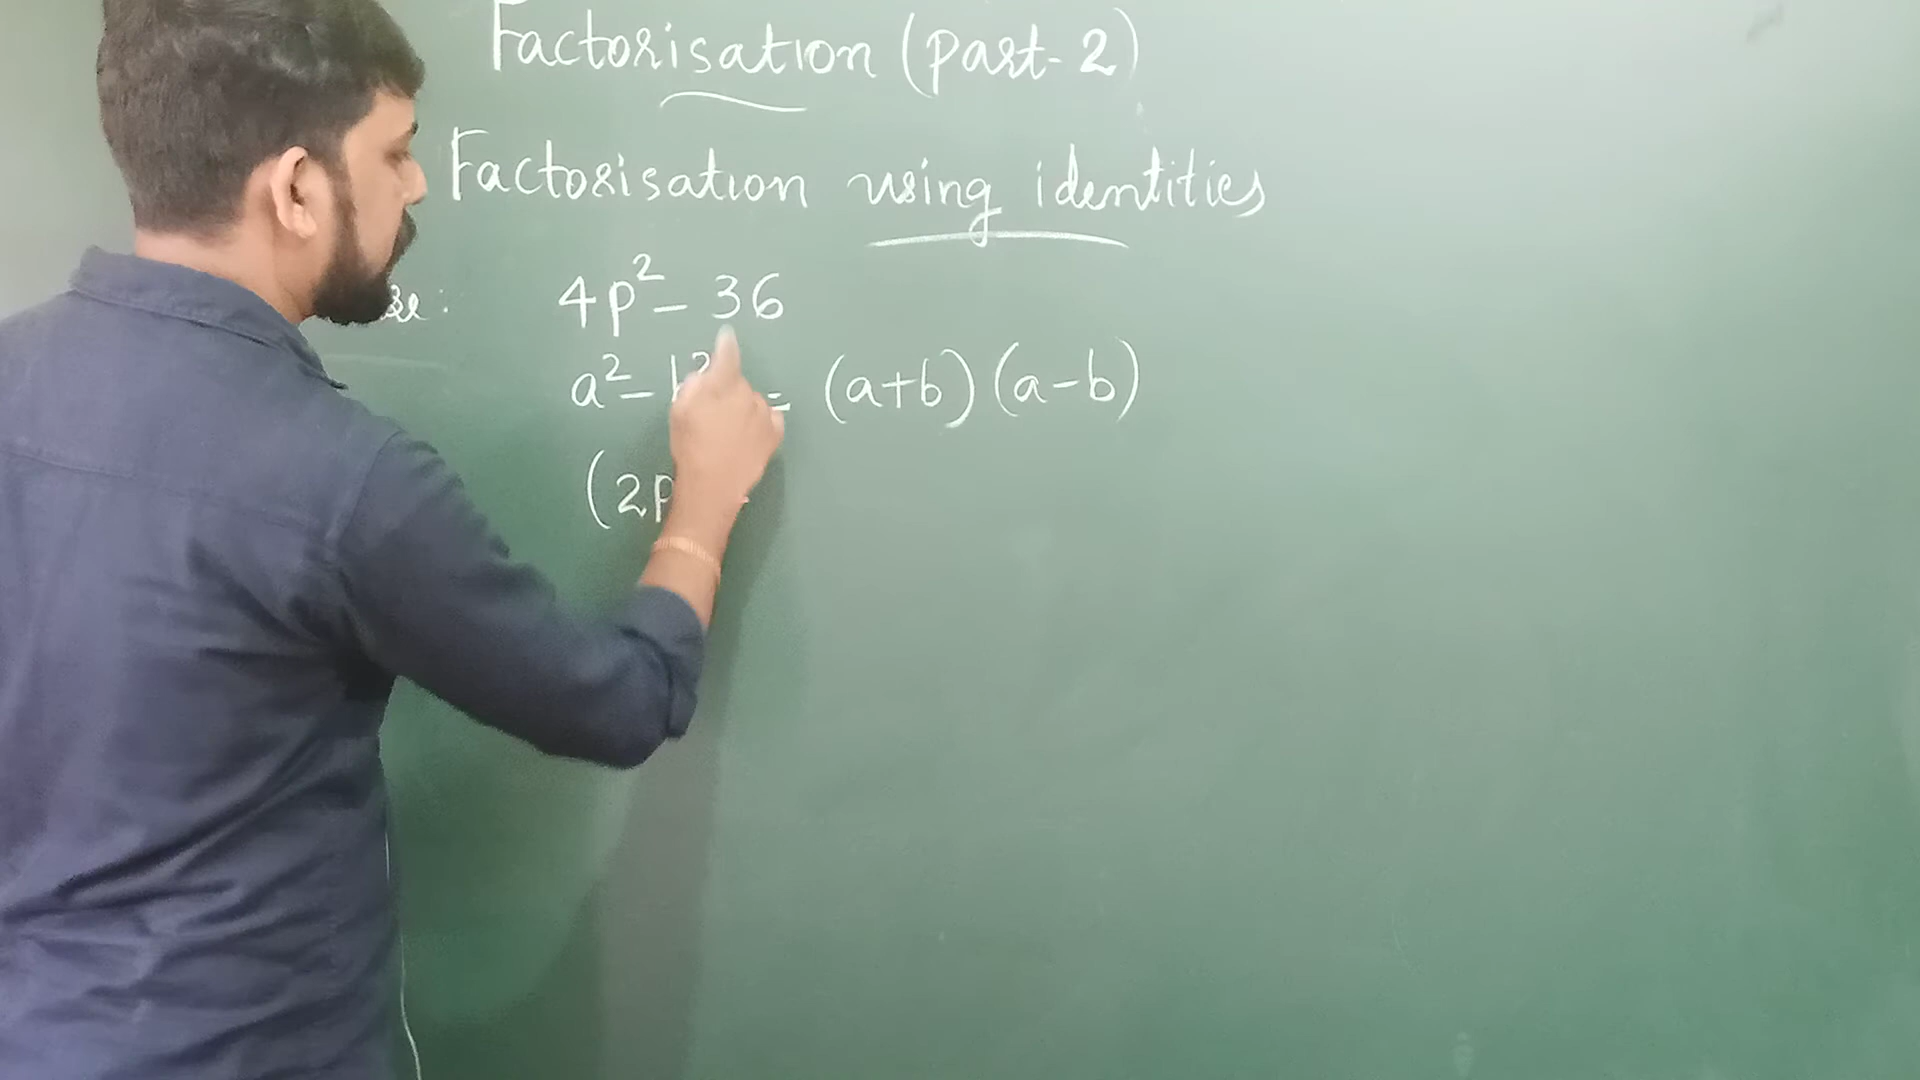 Factorisation (part-2)
Factorisation using identities
4p² - 36
a² - b² = (a+b) (a-b)
(2p